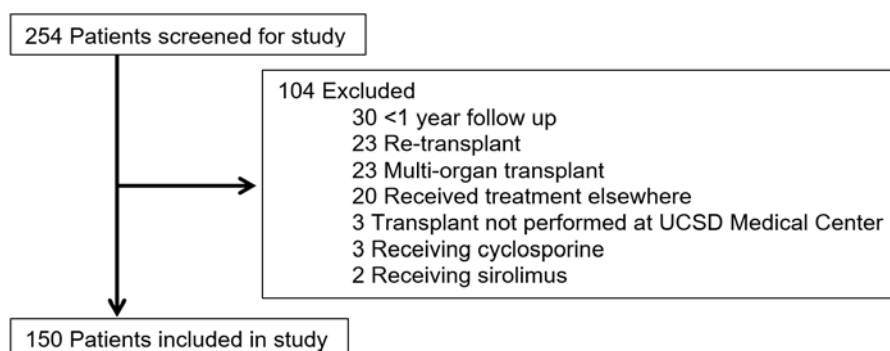 254 Patients screened for study
104 Excluded
30 <1 year follow up
23 Re-transplant
23 Multi-organ transplant
20 Received treatment elsewhere
3 Transplant not performed at UCSD Medical Center
3 Receiving cyclosporine
2 Receiving sirolimus
150 Patients included in study